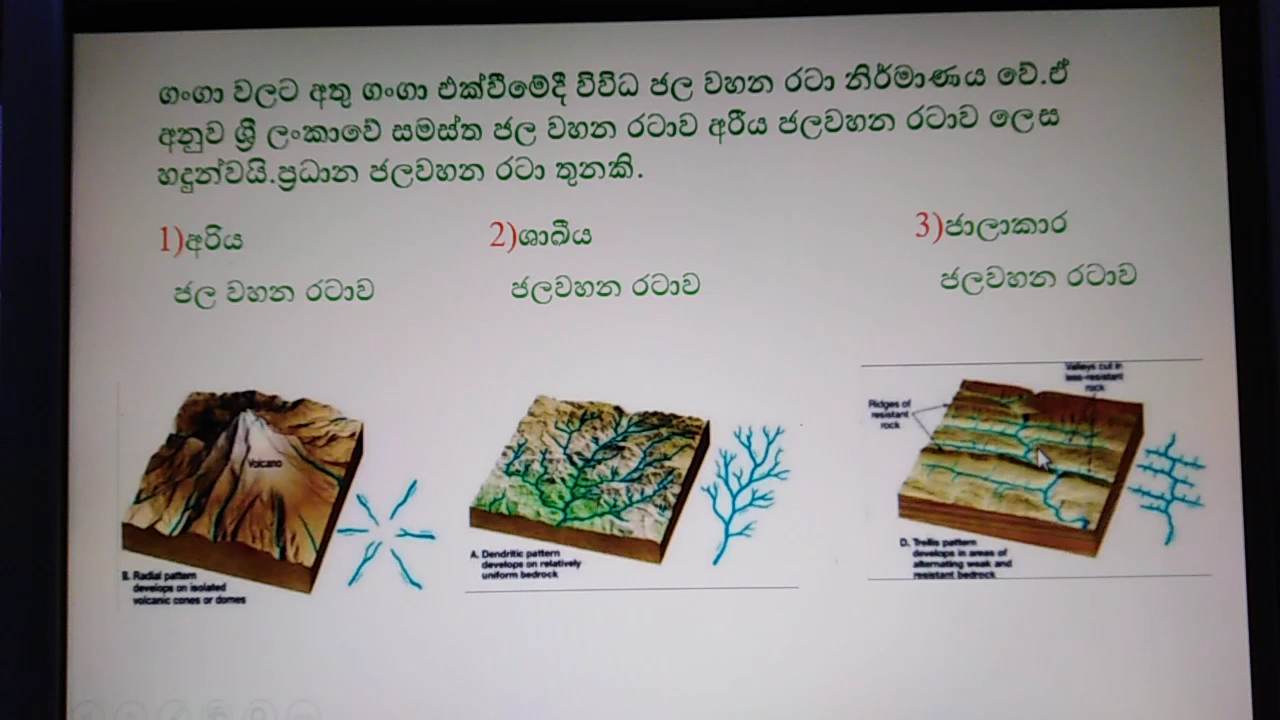 ගංගා වලට අතු ගංගා එක්වීමේදී විවිධ ජල වහන රටා නිර්මාණය වේ.ඒ
අනුව ශ්‍රී ලංකාවේ සමස්ත ජල වහන රටාව අරීය ජලවහන රටාව ලෙස
හඳුන්වයි.ප්‍රධාන ජලවහන රටා තුනකි.
1)අරිය
ජල වහන රටාව
2)ශාඛීය
ජලවහන රටාව
3)ජාලාකාර
ජලවහන රටාව
Volcano
B. Radial pattern
develops on isolated
volcanic cones or domes
A. Dendritic pattern
develops on relatively
uniform bedrock
Valleys cut in
less-resistant
rock
Ridges of
resistant
rock
D. Trellis pattern
develops in areas of
alternating weak and
resistant bedrock